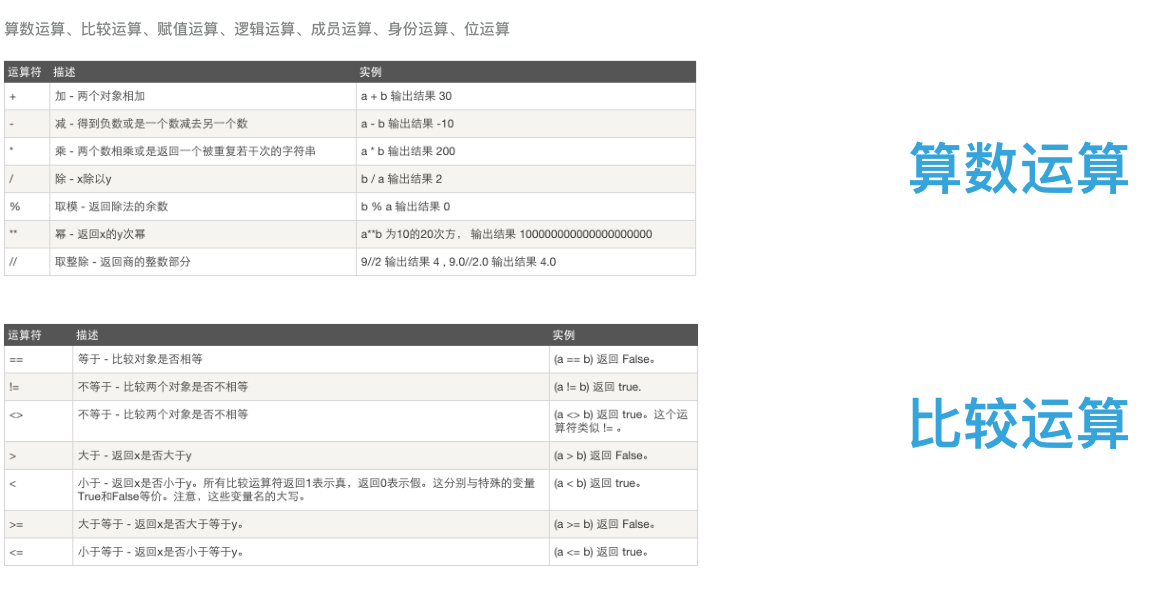 算数运算、比较运算、赋值运算、逻辑运算、成员运算、身份运算、位运算
运算符 描述 实例
+ 加 - 两个对象相加 a + b 输出结果 30
- 减 - 得到负数或是一个数减去另一个数 a - b 输出结果 -10
* 乘 - 两个数相乘或是返回一个被重复若干次的字符串 a * b 输出结果 200
/ 除 - x除以y b / a 输出结果 2
% 取模 - 返回除法的余数 b % a 输出结果 0
** 幂 - 返回x的y次幂 a**b 为10的20次方， 输出结果 100000000000000000000
// 取整除 - 返回商的整数部分 9//2 输出结果 4 , 9.0//2.0 输出结果 4.0
算数运算
运算符 描述 实例
== 等于 - 比较对象是否相等 (a == b) 返回 False。
!= 不等于 - 比较两个对象是否不相等 (a != b) 返回 true.
<> 不等于 - 比较两个对象是否不相等 (a <> b) 返回 true。这个运
算符类似 != 。
> 大于 - 返回x是否大于y (a > b) 返回 False。
< 小于 - 返回x是否小于y。所有比较运算符返回1表示真，返回0表示假。这分别与特殊的变量 (a < b) 返回 true。
True和False等价。注意，这些变量名的大写。
>= 大于等于 - 返回x是否大于等于y。 (a >= b) 返回 False。
<= 小于等于 - 返回x是否小于等于y。 (a <= b) 返回 true。
比较运算